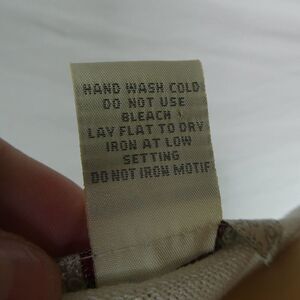 HAND WASH COLD
DO NOT USE
BLEACH
LAY FLAT TO DRY
IRON AT LOW
SETTING
DO NOT IRON MOTIF